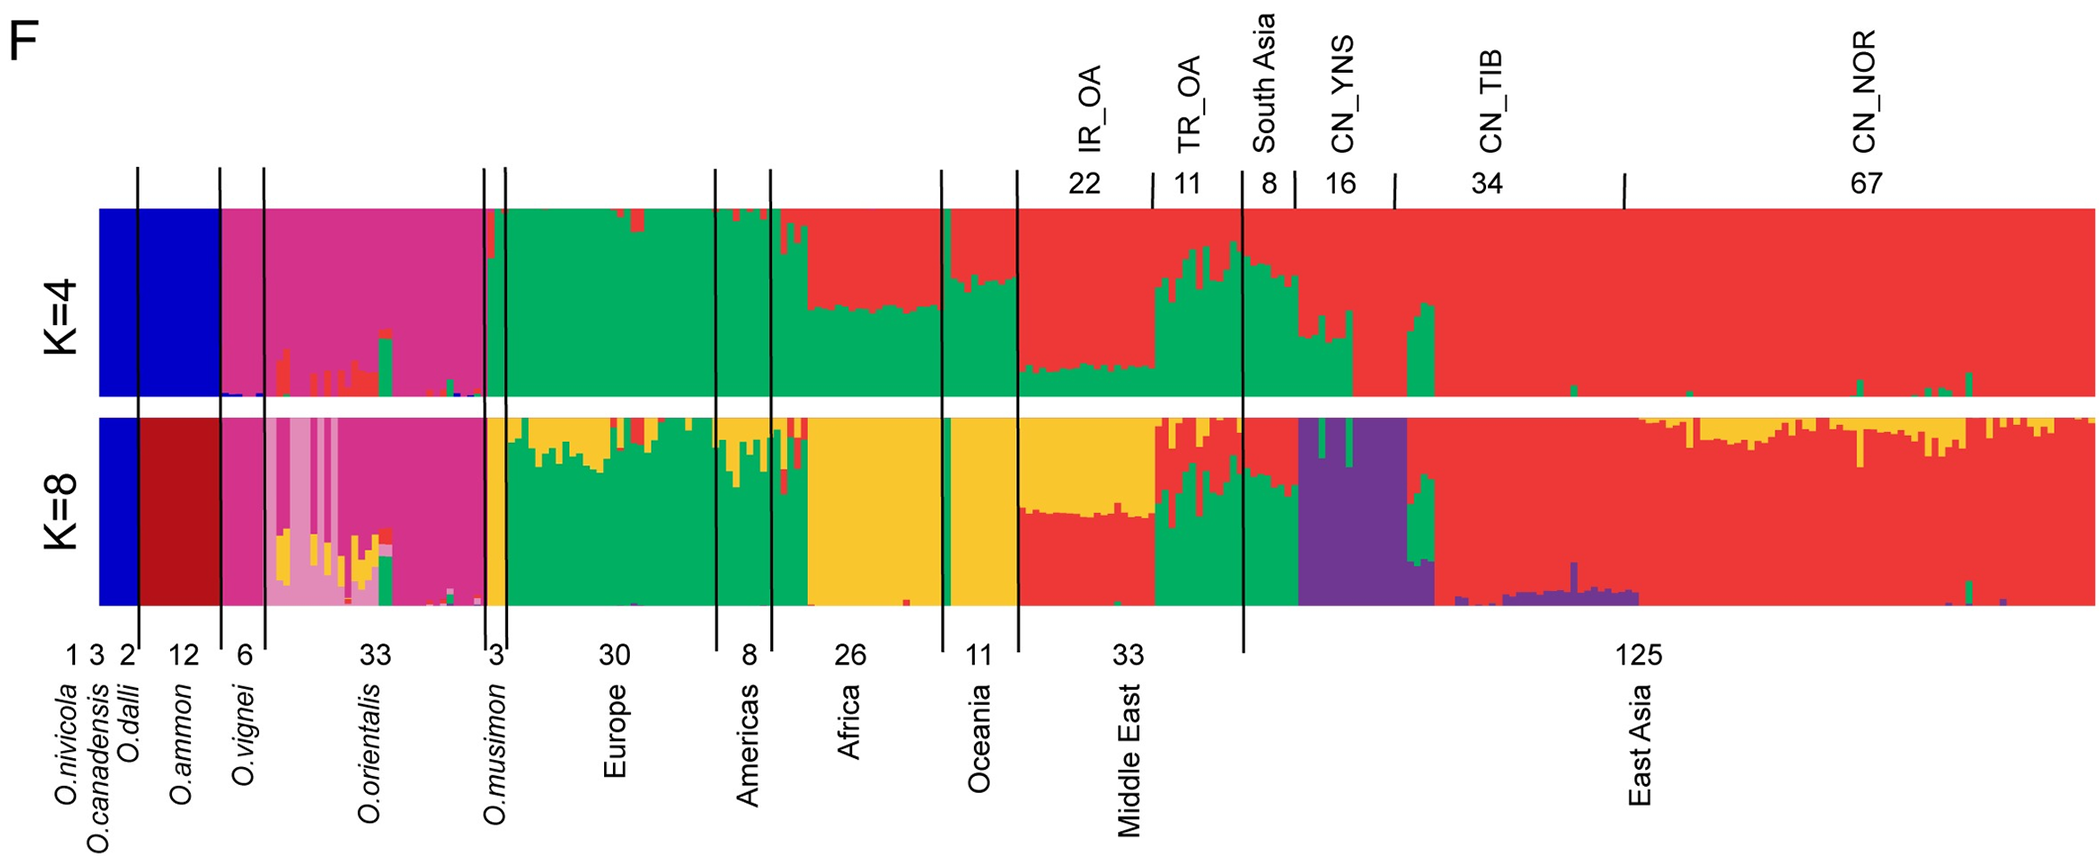 F
IR_OA
TR_OA
South Asia
CN_YNS
CN_TIB
CN_NOR
22 11 8 16 34 67
K=4
K=8
1 3 2 12 6 33 3 30 8 26 11 33 125
O.nivicola
O.canadensis
O.dalli
O.ammon
O.vignei
O.orientalis
O.musimon
Europe
Americas
Africa
Oceania
Middle East
East Asia